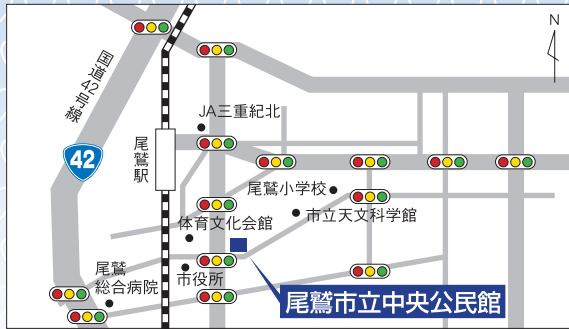 N
国道42号線
42
JA三重紀北
尾鷲駅
尾鷲小学校
市立天文科学館
体育文化会館
市役所
尾鷲
総合病院
尾鷲市立中央公民館